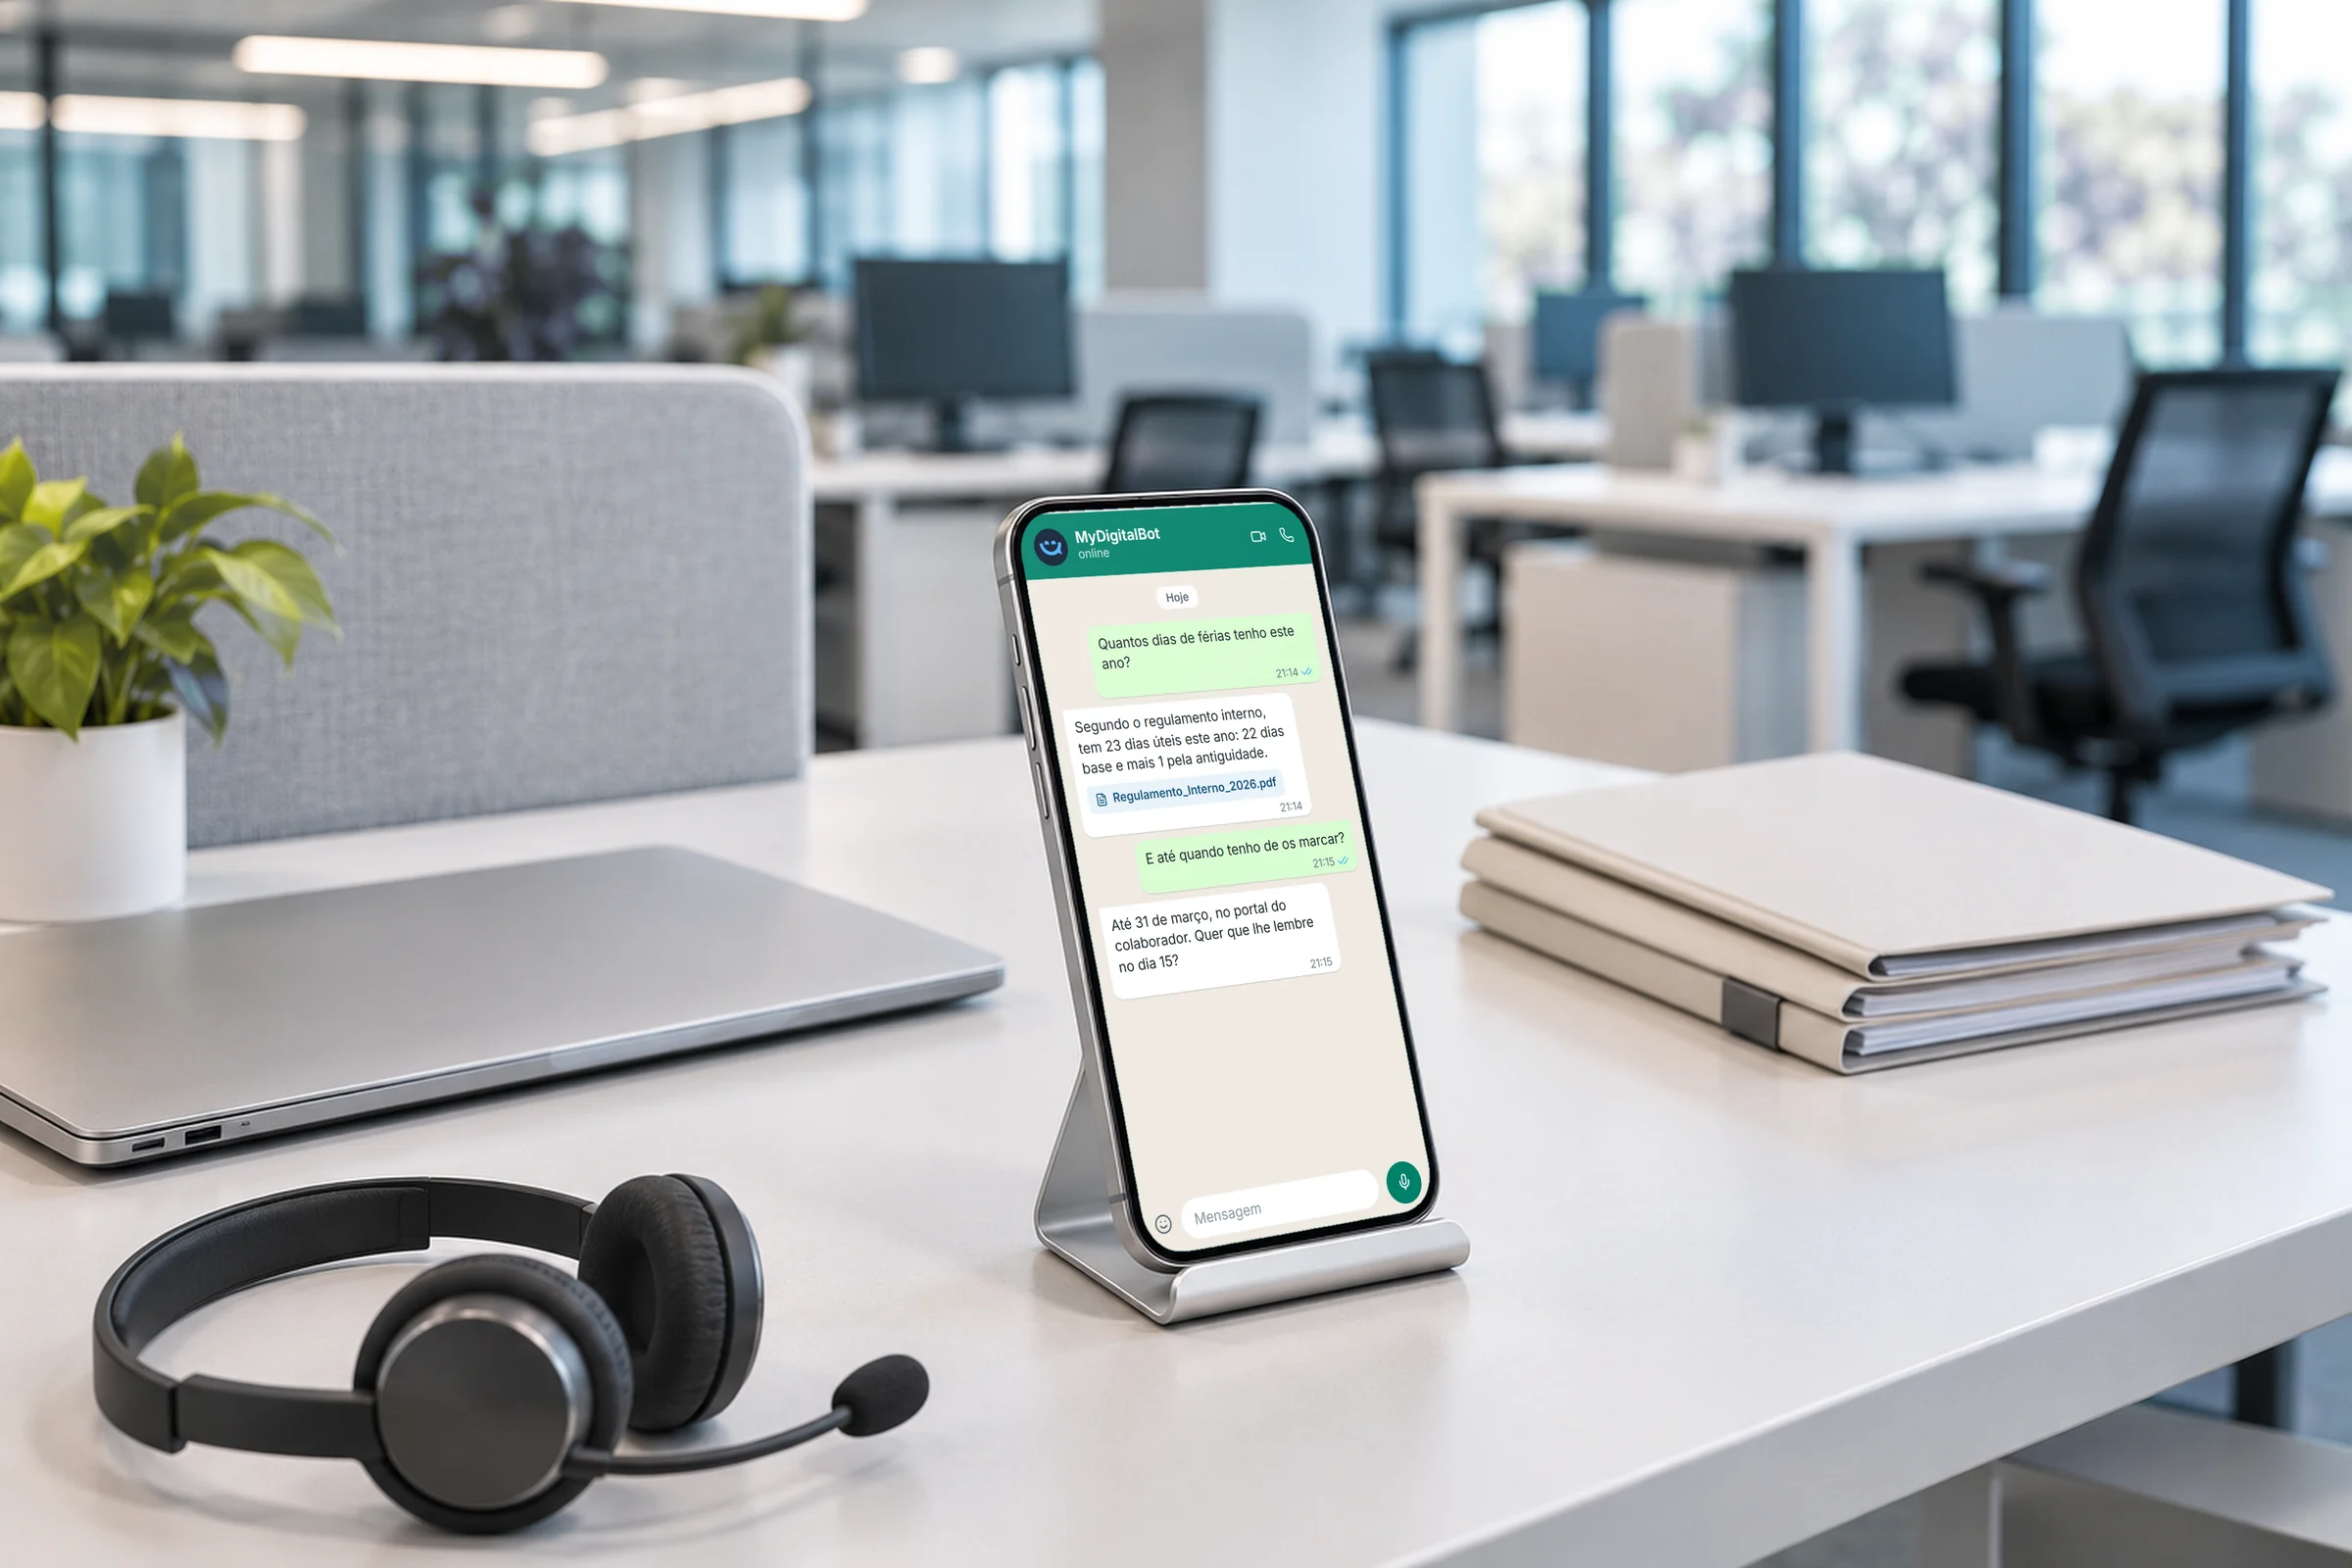 MyDigitalBot
online
Hoje
Quantos dias de férias tenho este
ano?
21:14
Segundo o regulamento interno,
tem 23 dias úteis este ano: 22 dias
base e mais 1 pela antiguidade.
Regulamento_Interno_2026.pdf
21:14
E até quando tenho de os marcar?
21:15
Até 31 de março, no portal do
colaborador. Quer que lhe lembre
no dia 15?
21:15
Mensagem